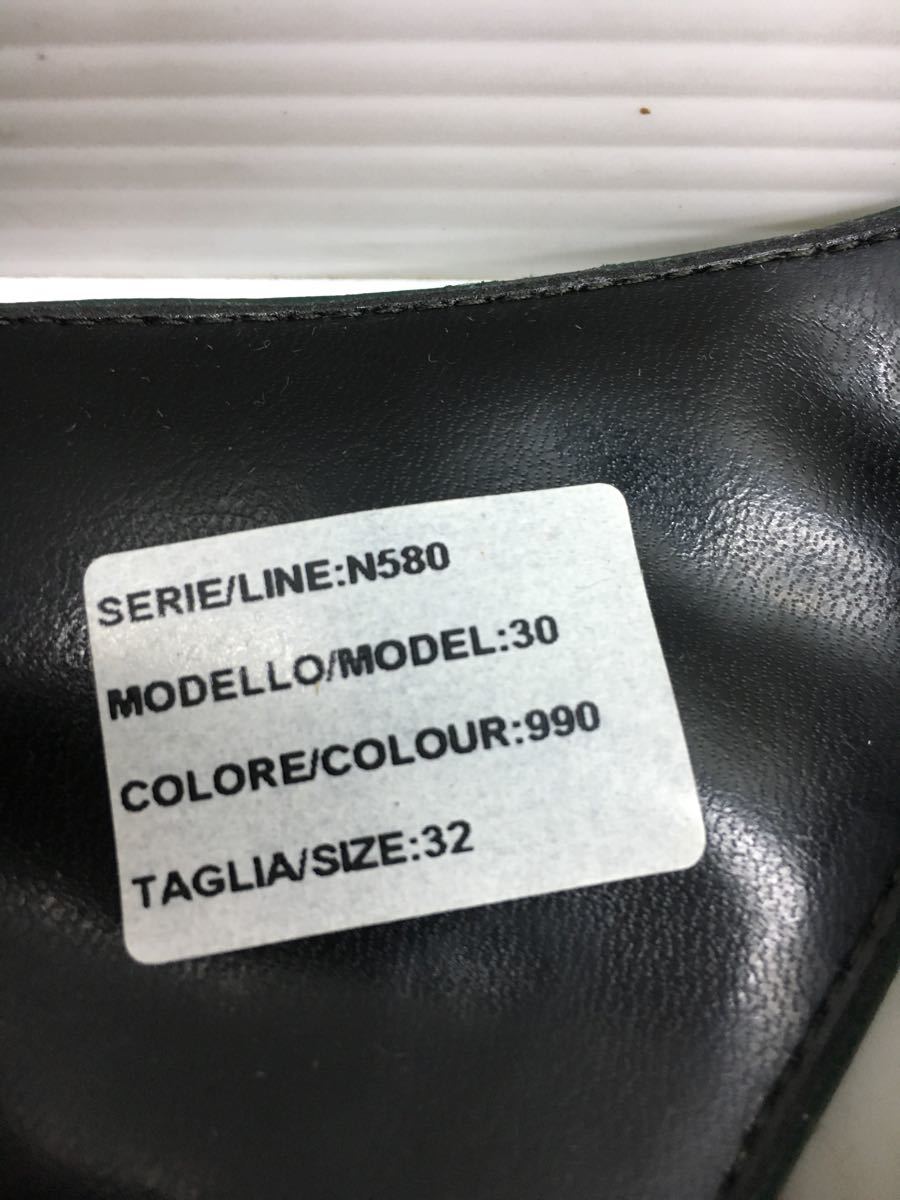 SERIE/LINE:N580
MODELLO/MODEL:30
COLORE/COLOUR:990
TAGLIA/SIZE:32